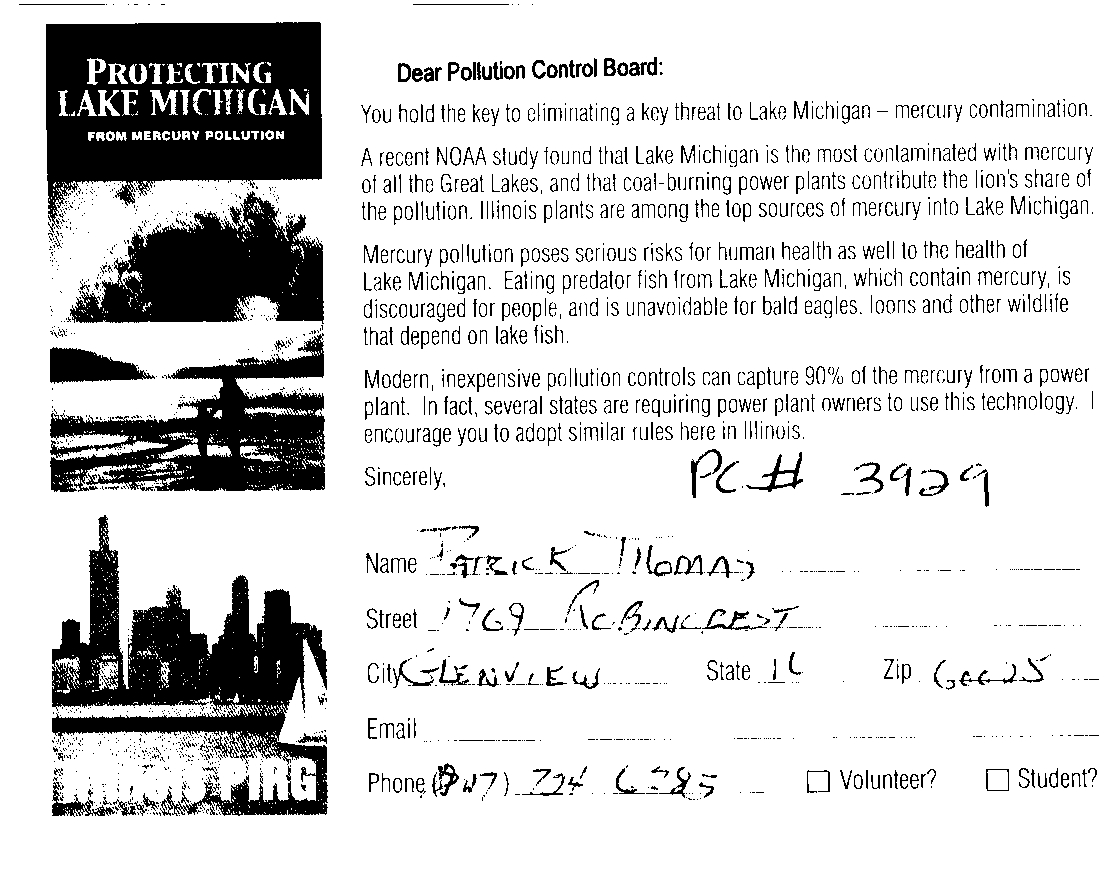 PROTECTING
LAKE MICHIGAN
FROM MERCURY POLLUTION
Dear Pollution Control Board:
You hold the key to eliminating a key threat to Lake Michigan – mercury contamination.
A recent NOAA study found that Lake Michigan is the most contaminated with mercury
of all the Great Lakes, and that coal-burning power plants contribute the lion's share of
the pollution. Illinois plants are among the top sources of mercury into Lake Michigan.
Mercury pollution poses serious risks for human health as well to the health of
Lake Michigan. Eating predator fish from Lake Michigan, which contain mercury, is
discouraged for people, and is unavoidable for bald eagles, loons and other wildlife
that depend on lake fish.
Modern, inexpensive pollution controls can capture 90% of the mercury from a power
plant. In fact, several states are requiring power plant owners to use this technology. I
encourage you to adopt similar rules here in Illinois.
Sincerely,
PC# 3929
Name PATRICK THOMAS
Street 1769
City GLENVIEW State IL Zip 60025
Email
Phone (847) 724
Volunteer? Student?
Illinois PIRG